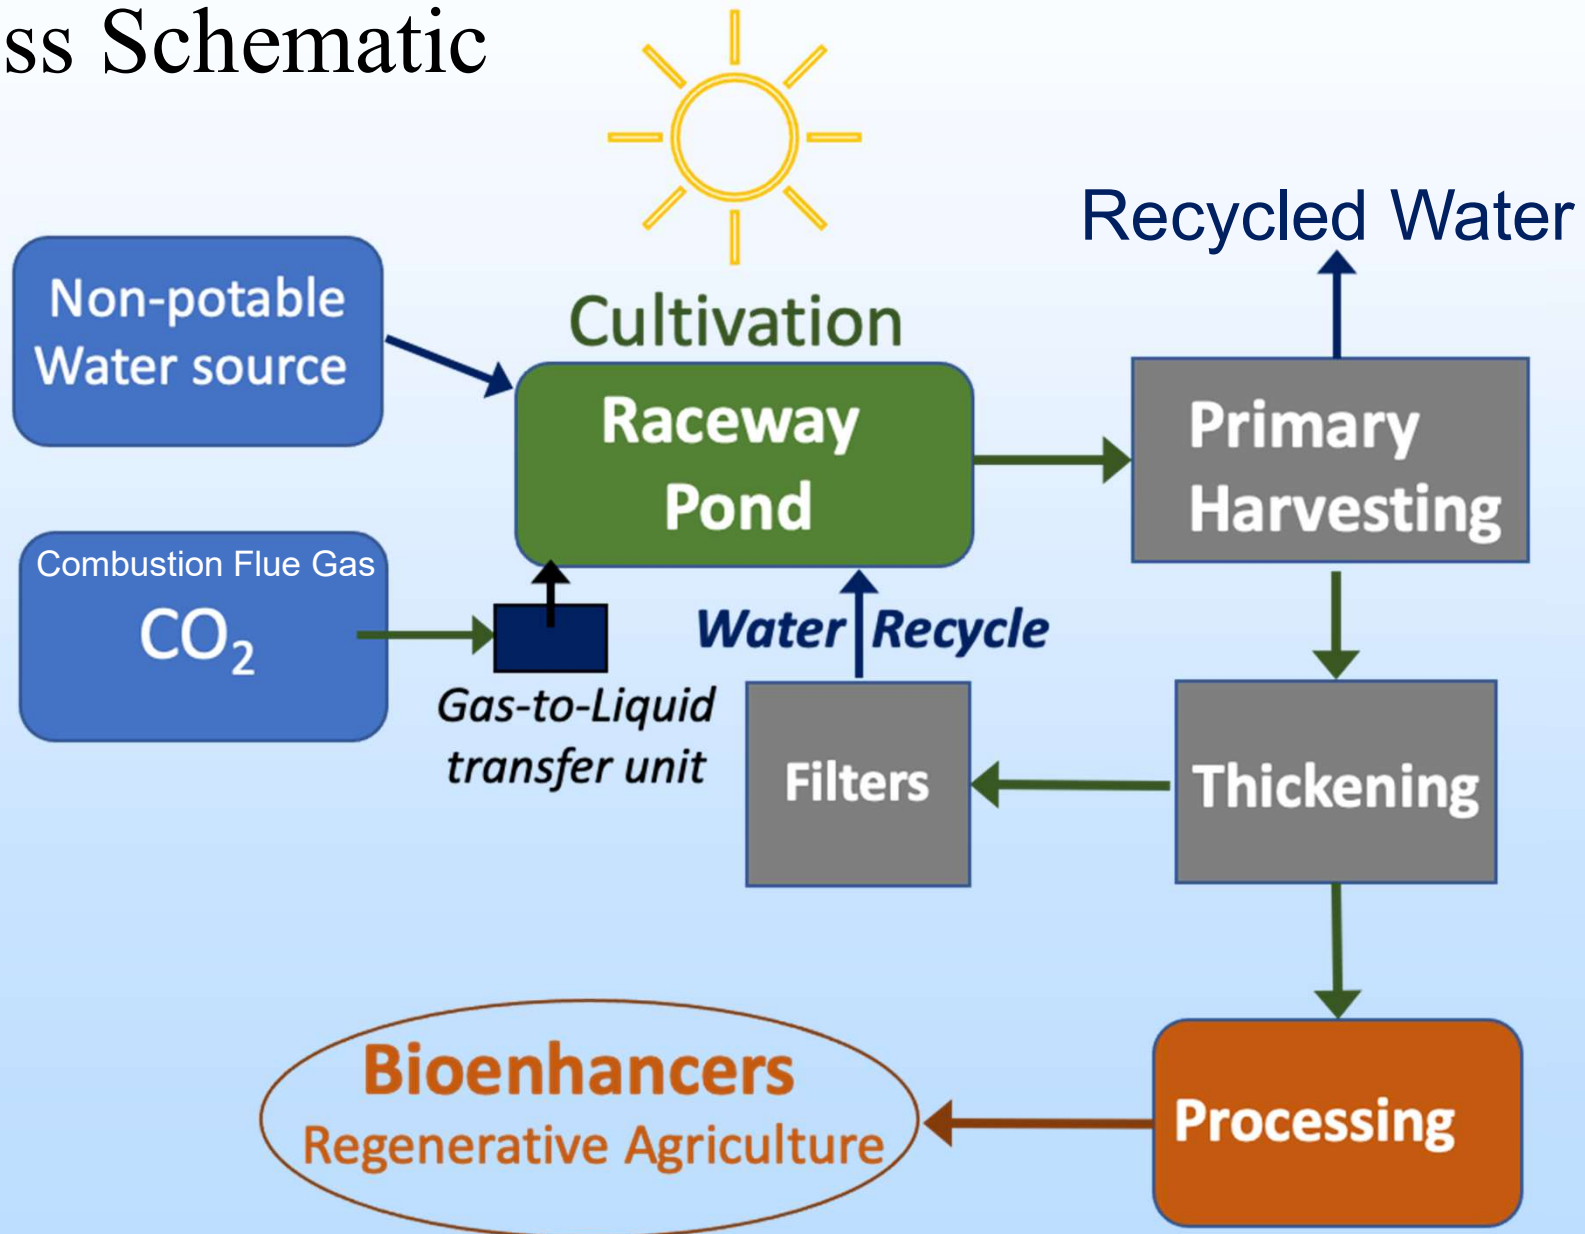 ss Schematic
Recycled Water
Non-potable
Water source
Cultivation
Raceway
Pond
Primary
Harvesting
Combustion Flue Gas
CO₂
Water Recycle
Gas-to-Liquid
transfer unit
Filters
Thickening
Bioenhancers
Regenerative Agriculture
Processing